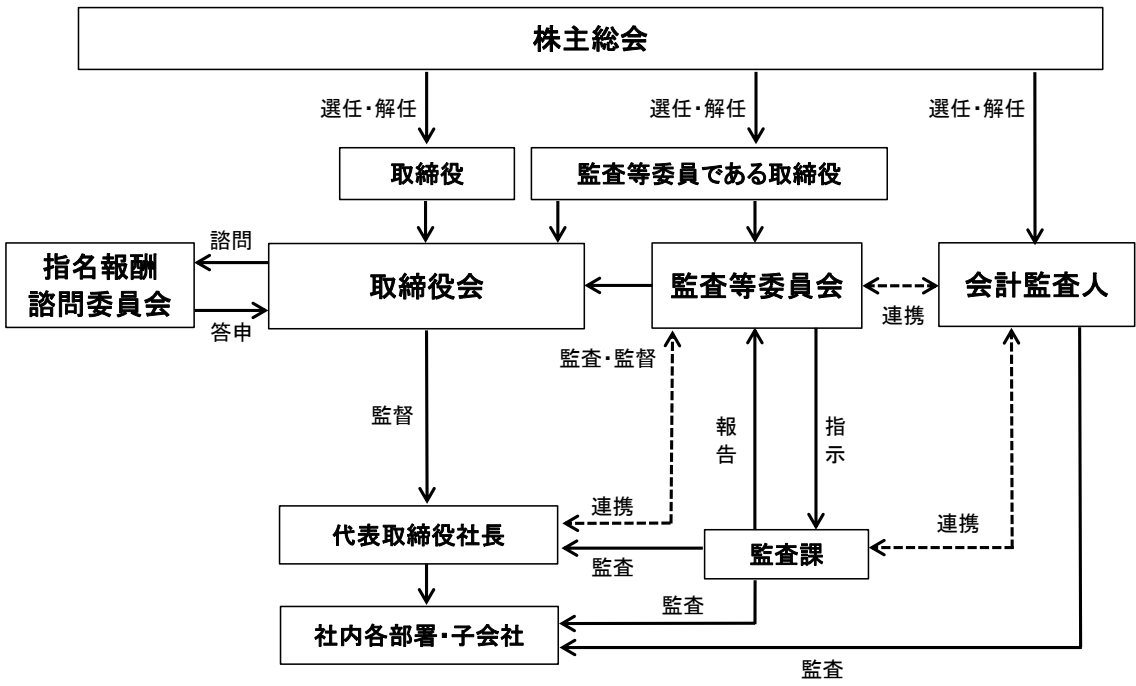 株主総会
選任・解任
選任・解任
選任・解任
取締役
監査等委員である取締役
諮問
指名報酬
諮問委員会
取締役会
監査等委員会
会計監査人
答申
連携
監査・監督
監督
報告
指示
連携
連携
代表取締役社長
監査課
監査
監査
社内各部署・子会社
監査